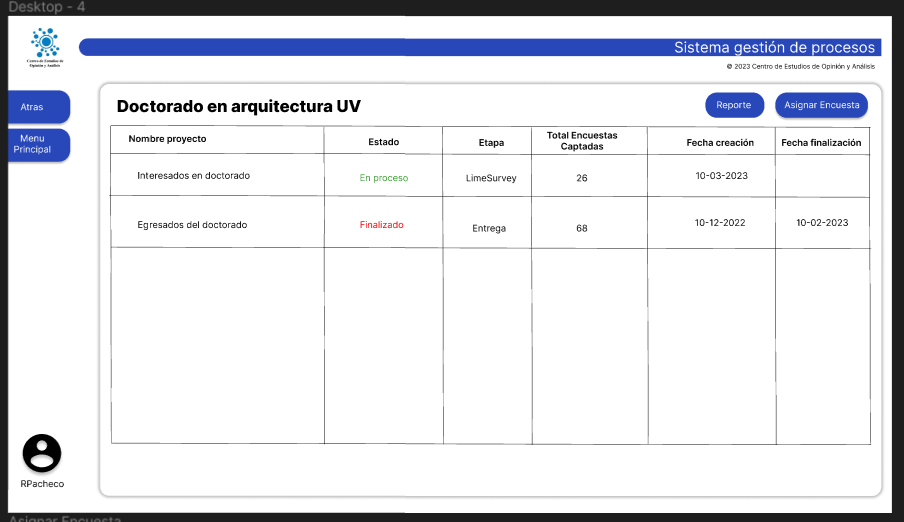 Desktop - 4
Centro de Estudios de
Opinión y Análisis
Sistema gestión de procesos
© 2023 Centro de Estudios de Opinión y Análisis
Atras
Menu
Principal
Doctorado en arquitectura UV
Reporte
Asignar Encuesta
Nombre proyecto
Estado
Etapa
Total Encuestas
Captadas
Fecha creación
Fecha finalización
Interesados en doctorado
En proceso
LimeSurvey
26
10-03-2023
Egresados del doctorado
Finalizado
Entrega
68
10-12-2022
10-02-2023
RPacheco
Asignar Encuesta